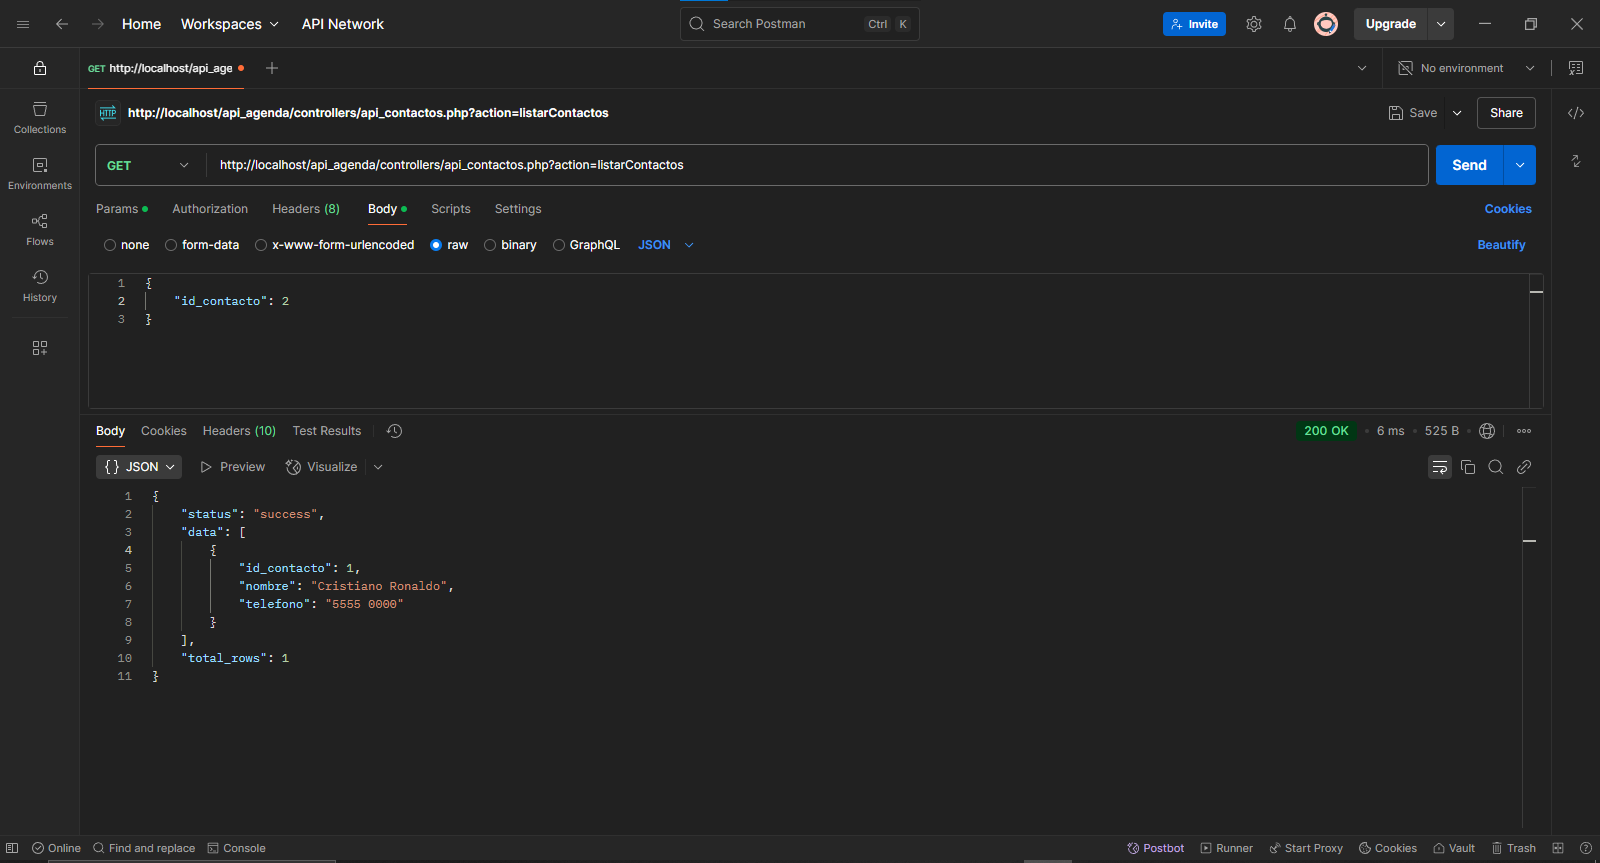 Home Workspaces API Network Search Postman Ctrl K Invite Upgrade
GET http://localhost/api_age No environment
HTTP http://localhost/api_agenda/controllers/api_contactos.php?action=listarContactos Save Share
Collections
GET http://localhost/api_agenda/controllers/api_contactos.php?action=listarContactos Send
Environments
Params Authorization Headers (8) Body Scripts Settings Cookies
Flows
none form-data x-www-form-urlencoded raw binary GraphQL JSON Beautify
History
1 {
2 "id_contacto": 2
3 }
Body Cookies Headers (10) Test Results 200 OK • 6 ms • 525 B •
{} JSON Preview Visualize
1 {
2 "status": "success",
3 "data": [
4 {
5 "id_contacto": 1,
6 "nombre": "Cristiano Ronaldo",
7 "telefono": "5555 0000"
8 }
9 ],
10 "total_rows": 1
11 }
Online Find and replace Console Postbot Runner Start Proxy Cookies Vault Trash